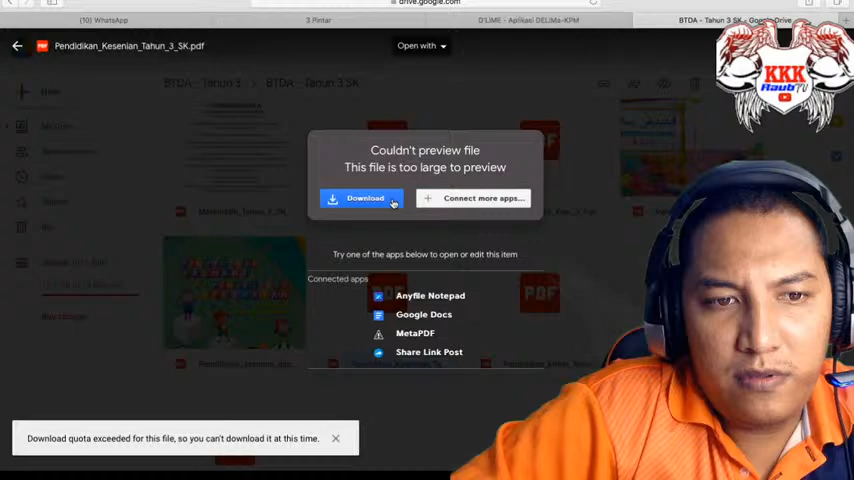 drive.google.com
(10) WhatsApp
3.Pintar
D'LIME - Aplikasi DELIMa-KPM
BTDA - Tahun 3 SK - Google Drive
PDF
Pendidikan_Kesenian_Tahun_3_SK.pdf
Open with
BTDA - Tahun 3
BTDA - Tahun 3 SK
KKK
RaubTV
Couldn't preview file
This file is too large to preview
Download
Connect more apps...
Try one of the apps below to open or edit this item
Connected apps
Anyfile Notepad
Google Docs
MetaPDF
Share Link Post
PDF
Download quota exceeded for this file, so you can't download it at this time.